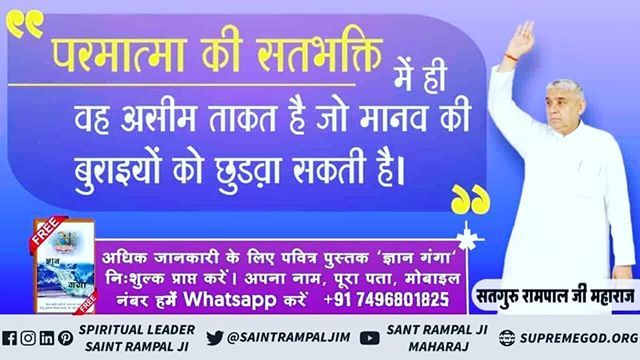 “ परमात्मा की सतभक्ति में ही
वह असीम ताकत है जो मानव की
बुराइयों को छुडव़ा सकती है। ”
FREE
ज्ञान
गंगा
FREE
अधिक जानकारी के लिए पवित्र पुस्तक ‘ज्ञान गंगा‘
निःशुल्क प्राप्त करें। अपना नाम, पूरा पता, मोबाइल
नंबर हमें Whatsapp करें +91 7496801825
सतगुरु रामपाल जी महाराज
SPIRITUAL LEADER
SAINT RAMPAL JI
@SAINTRAMPALJIM
SANT RAMPAL JI
MAHARAJ
SUPREMEGOD.ORG